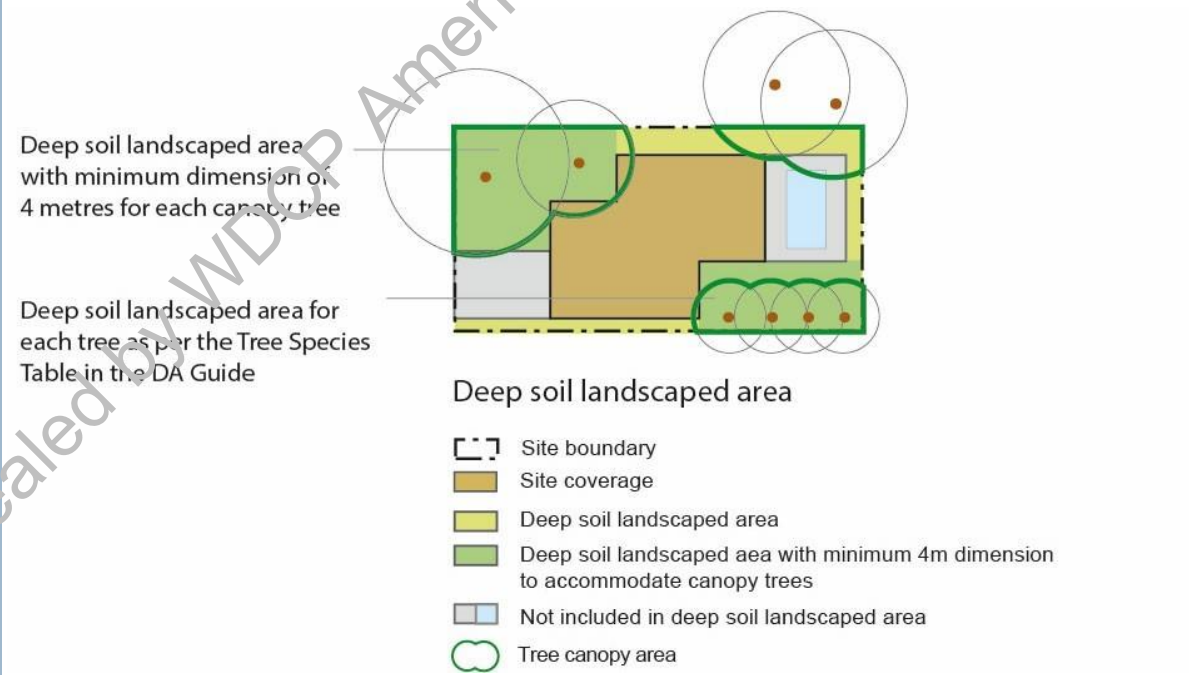 Deep soil landscaped area
with minimum dimension of
4 metres for each canopy tree
Deep soil landscaped area for
each tree as per the Tree Species
Table in the DA Guide
Deep soil landscaped area
Site boundary
Site coverage
Deep soil landscaped area
Deep soil landscaped aea with minimum 4m dimension
to accommodate canopy trees
Not included in deep soil landscaped area
Tree canopy area
by WDCP